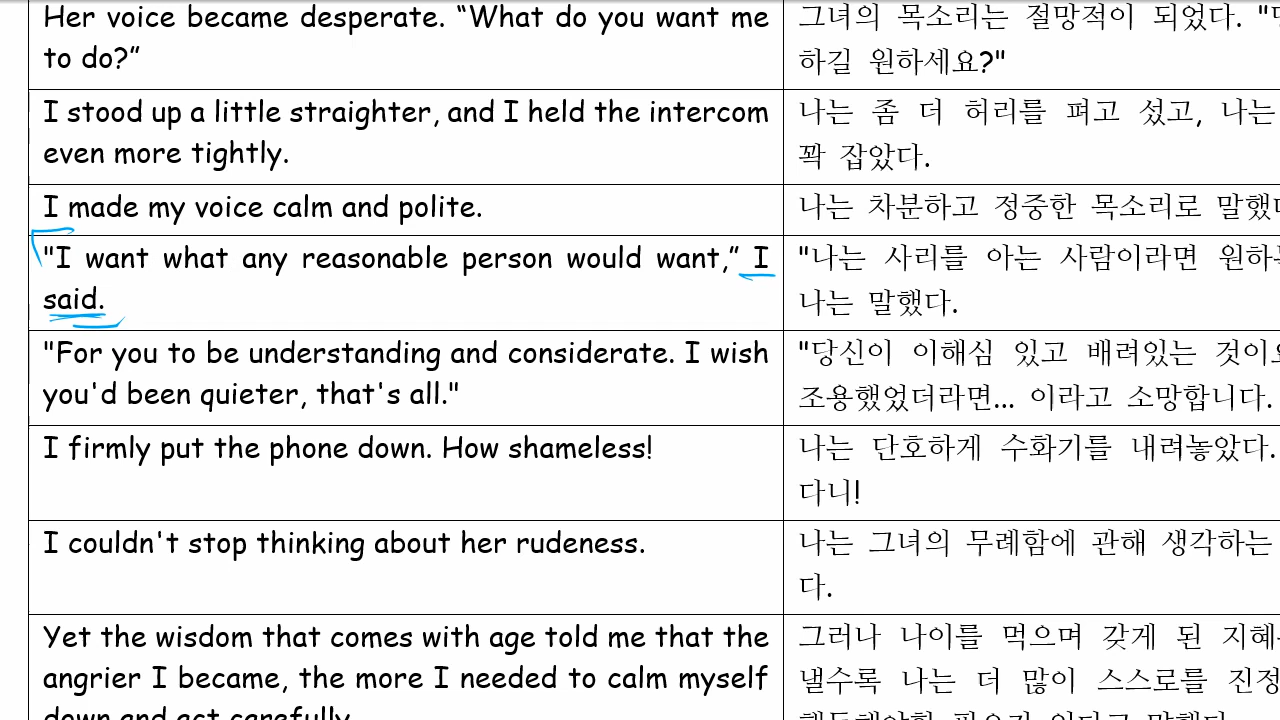 Her voice became desperate. “What do you want me
to do?”
그녀의 목소리는 절망적이 되었다. "
하길 원하세요?"
I stood up a little straighter, and I held the intercom
even more tightly.
나는 좀 더 허리를 펴고 섰고, 나는
꽉 잡았다.
I made my voice calm and polite.
나는 차분하고 정중한 목소리로 말했다
"I want what any reasonable person would want,” I
said.
"나는 사리를 아는 사람이라면 원하는
나는 말했다.
"For you to be understanding and considerate. I wish
you'd been quieter, that's all."
"당신이 이해심 있고 배려있는 것이요
조용했었더라면... 이라고 소망합니다.
I firmly put the phone down. How shameless!
나는 단호하게 수화기를 내려놓았다.
다니!
I couldn't stop thinking about her rudeness.
나는 그녀의 무례함에 관해 생각하는
다.
Yet the wisdom that comes with age told me that the
angrier I became, the more I needed to calm myself
down and act carefully.
그러나 나이를 먹으며 갖게 된 지혜
낼수록 나는 더 많이 스스로를 진정